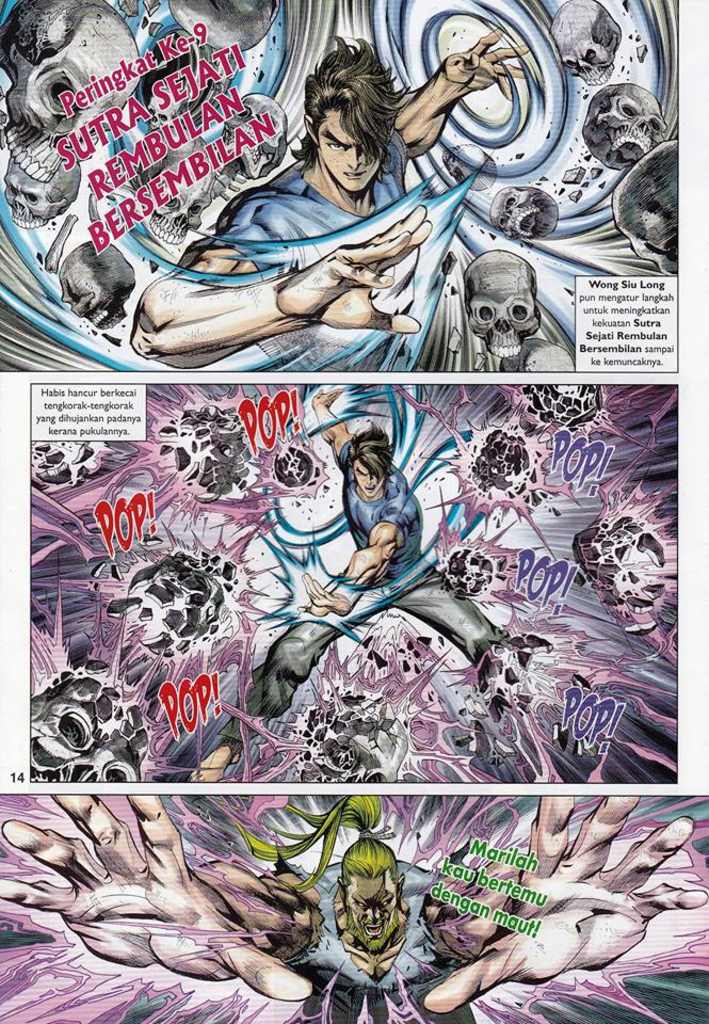 Peringkat Ke-9
SUTRA SEJATI
REMBULAN
BERSEMBILAN
Wong Siu Long
pun mengatur langkah
untuk meningkatkan
kekuatan Sutra
Sejati Rembulan
Bersembilan sampai
ke kemuncaknya.
Habis hancur berkecai
tengkorak-tengkorak
yang dihujankan padanya
kerana pukulannya.
POP!
POP!
POP!
POP!
POP!
POP!
14
Marilah
kau bertemu
dengan maut!